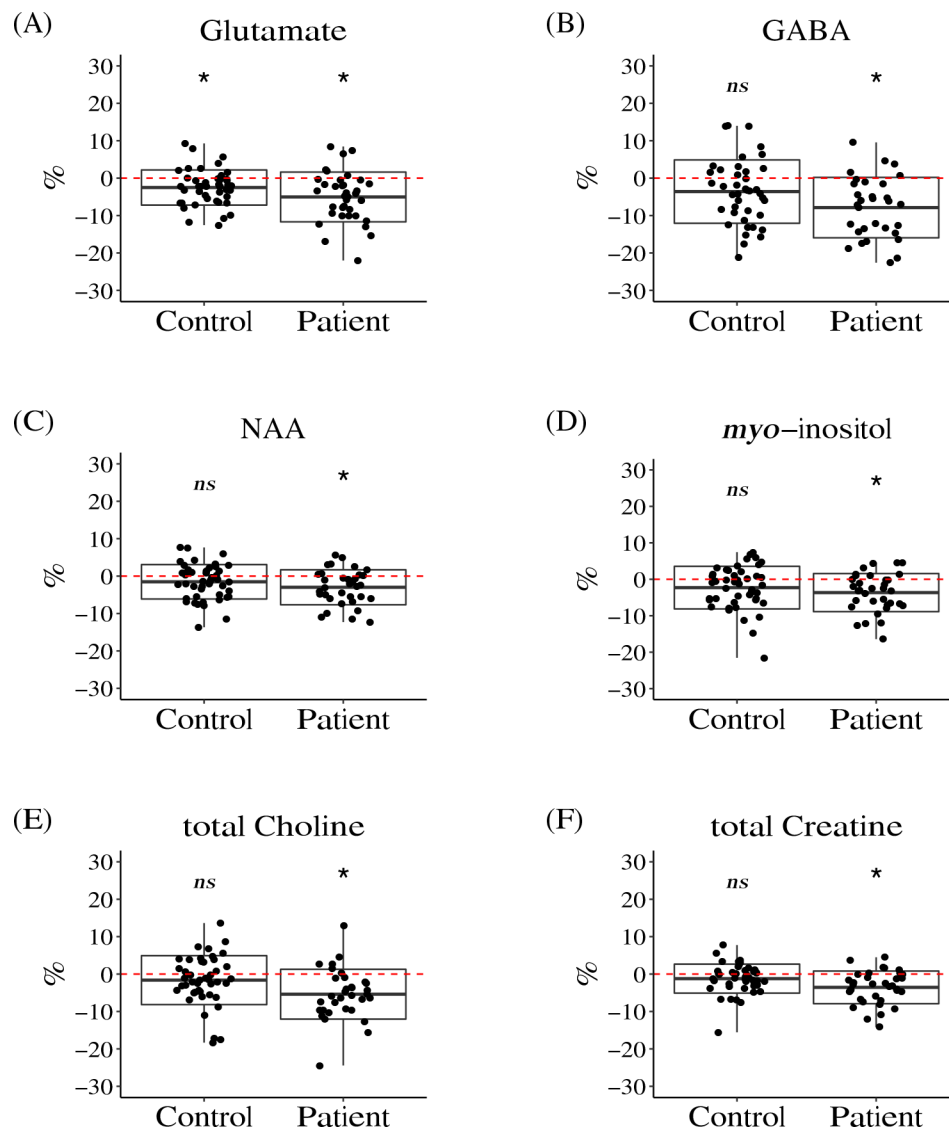 (A)
Glutamate
30
20
10
0
−10
−20
−30
%
*
*
Control
Patient
(B)
GABA
30
20
10
0
−10
−20
−30
%
ns
*
Control
Patient
(C)
NAA
30
20
10
0
−10
−20
−30
%
ns
*
Control
Patient
(D)
myo−inositol
30
20
10
0
−10
−20
−30
%
ns
*
Control
Patient
(E)
total Choline
30
20
10
0
−10
−20
−30
%
ns
*
Control
Patient
(F)
total Creatine
30
20
10
0
−10
−20
−30
%
ns
*
Control
Patient